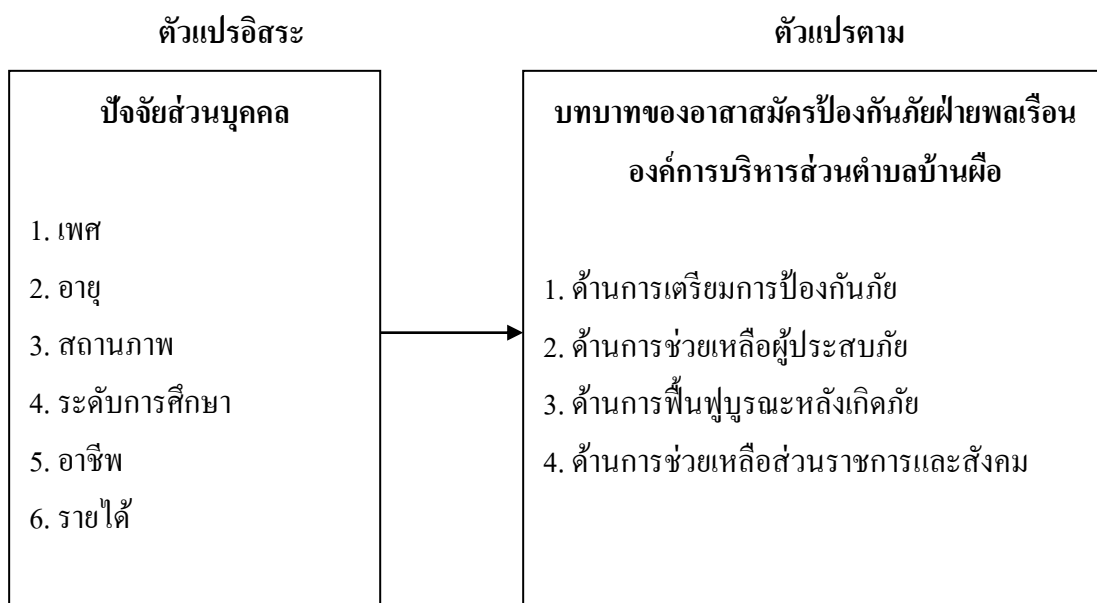 ตัวแปรอิสระ
ปัจจัยส่วนบุคคล
1. เพศ
2. อายุ
3. สถานภาพ
4. ระดับการศึกษา
5. อาชีพ
6. รายได้
ตัวแปรตาม
บทบาทของอาสาสมัครป้องกันภัยฝ่ายพลเรือน
องค์การบริหารส่วนตำบลบ้านผือ
1. ด้านการเตรียมการป้องกันภัย
2. ด้านการช่วยเหลือผู้ประสบภัย
3. ด้านการฟื้นฟูบูรณะหลังเกิดภัย
4. ด้านการช่วยเหลือส่วนราชการและสังคม